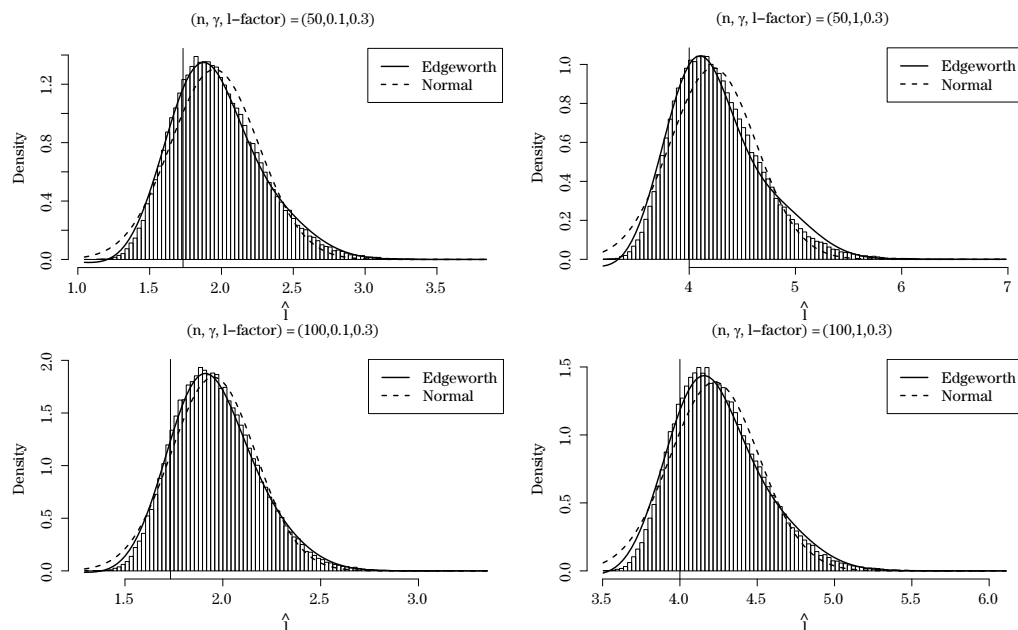 (n, γ, l−factor) = (50,0.1,0.3)
Density
0.0 0.4 0.8 1.2
Edgeworth
Normal
1.0 1.5 2.0 2.5 3.0 3.5
l̂
(n, γ, l−factor) = (50,1,0.3)
Density
0.0 0.2 0.4 0.6 0.8 1.0
Edgeworth
Normal
4 5 6 7
l̂
(n, γ, l−factor) = (100,0.1,0.3)
Density
0.0 0.5 1.0 1.5 2.0
Edgeworth
Normal
1.5 2.0 2.5 3.0
l̂
(n, γ, l−factor) = (100,1,0.3)
Density
0.0 0.5 1.0 1.5
Edgeworth
Normal
3.5 4.0 4.5 5.0 5.5 6.0
l̂